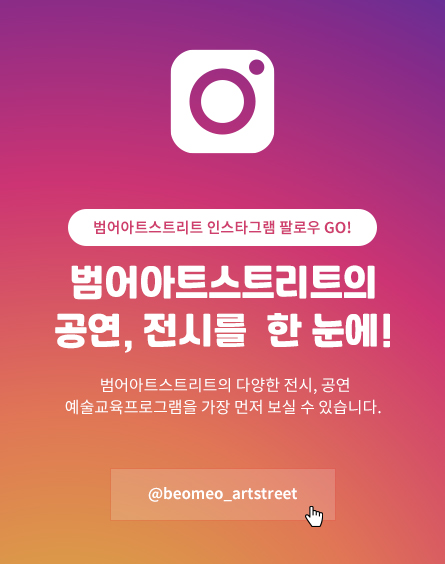 범어아트스트리트 인스타그램 팔로우 GO!
범어아트스트리트의
공연, 전시를 한 눈에!
범어아트스트리트의 다양한 전시, 공연
예술교육프로그램을 가장 먼저 보실 수 있습니다.
@beomeo_artstreet